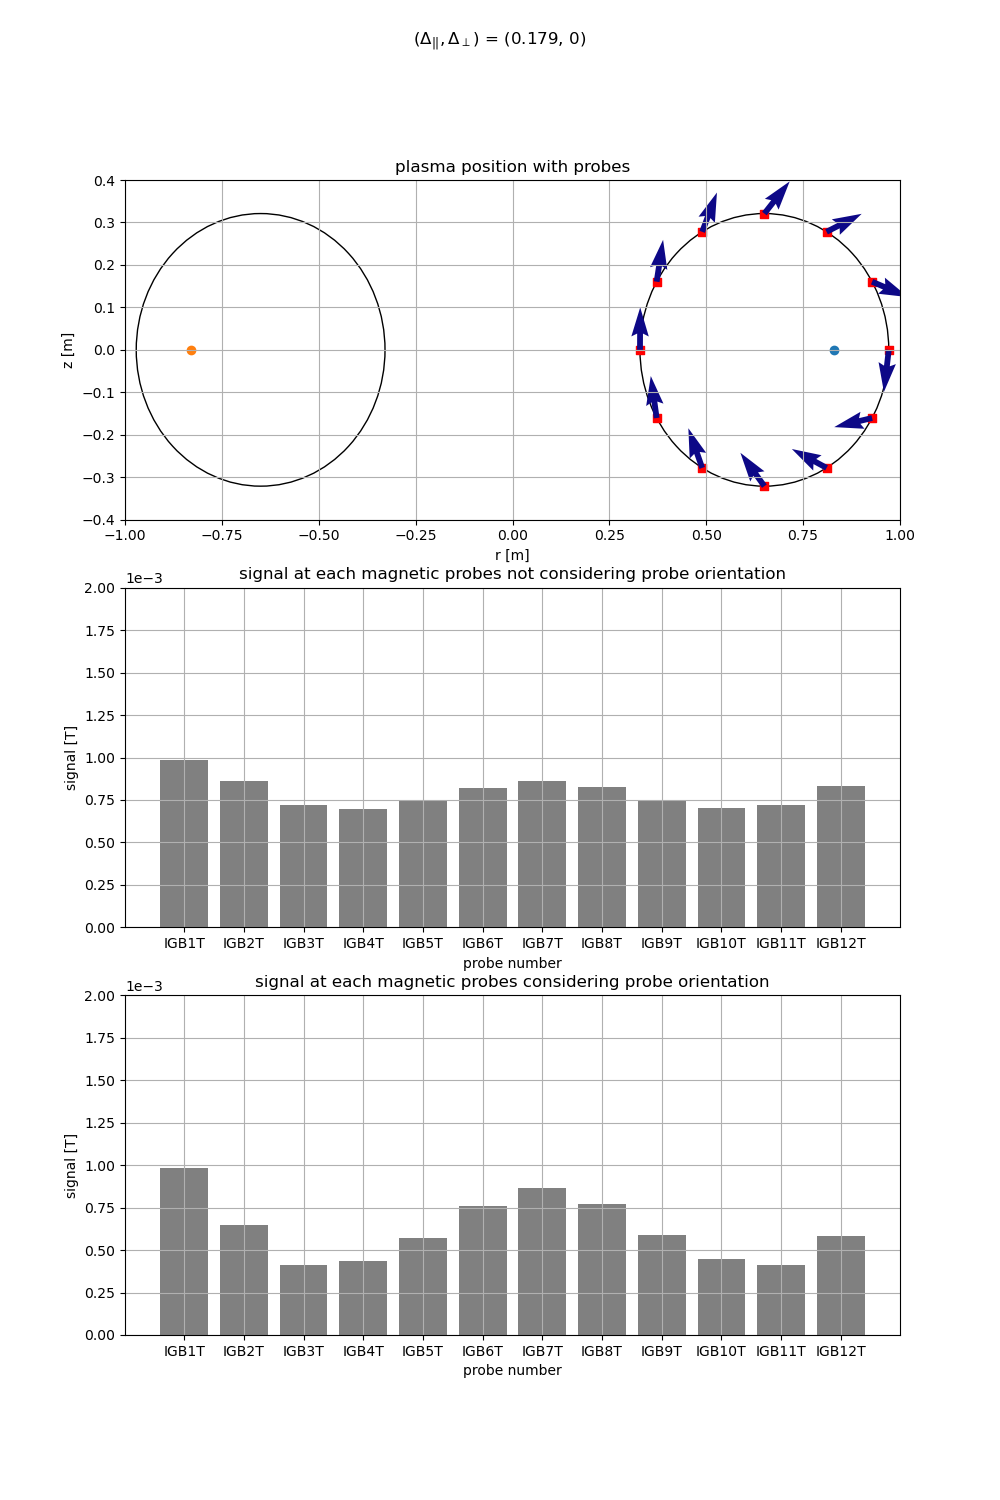 (Δ∥, Δ⊥) = (0.179, 0)
plasma position with probes
0.4
0.3
0.2
0.1
0.0
−0.1
−0.2
−0.3
−0.4
z [m]
−1.00 −0.75 −0.50 −0.25 0.00 0.25 0.50 0.75 1.00
r [m]
signal at each magnetic probes not considering probe orientation
1e−3
2.00
1.75
1.50
1.25
1.00
0.75
0.50
0.25
0.00
signal [T]
IGB1T IGB2T IGB3T IGB4T IGB5T IGB6T IGB7T IGB8T IGB9T IGB10T IGB11T IGB12T
probe number
signal at each magnetic probes considering probe orientation
1e−3
2.00
1.75
1.50
1.25
1.00
0.75
0.50
0.25
0.00
signal [T]
IGB1T IGB2T IGB3T IGB4T IGB5T IGB6T IGB7T IGB8T IGB9T IGB10T IGB11T IGB12T
probe number